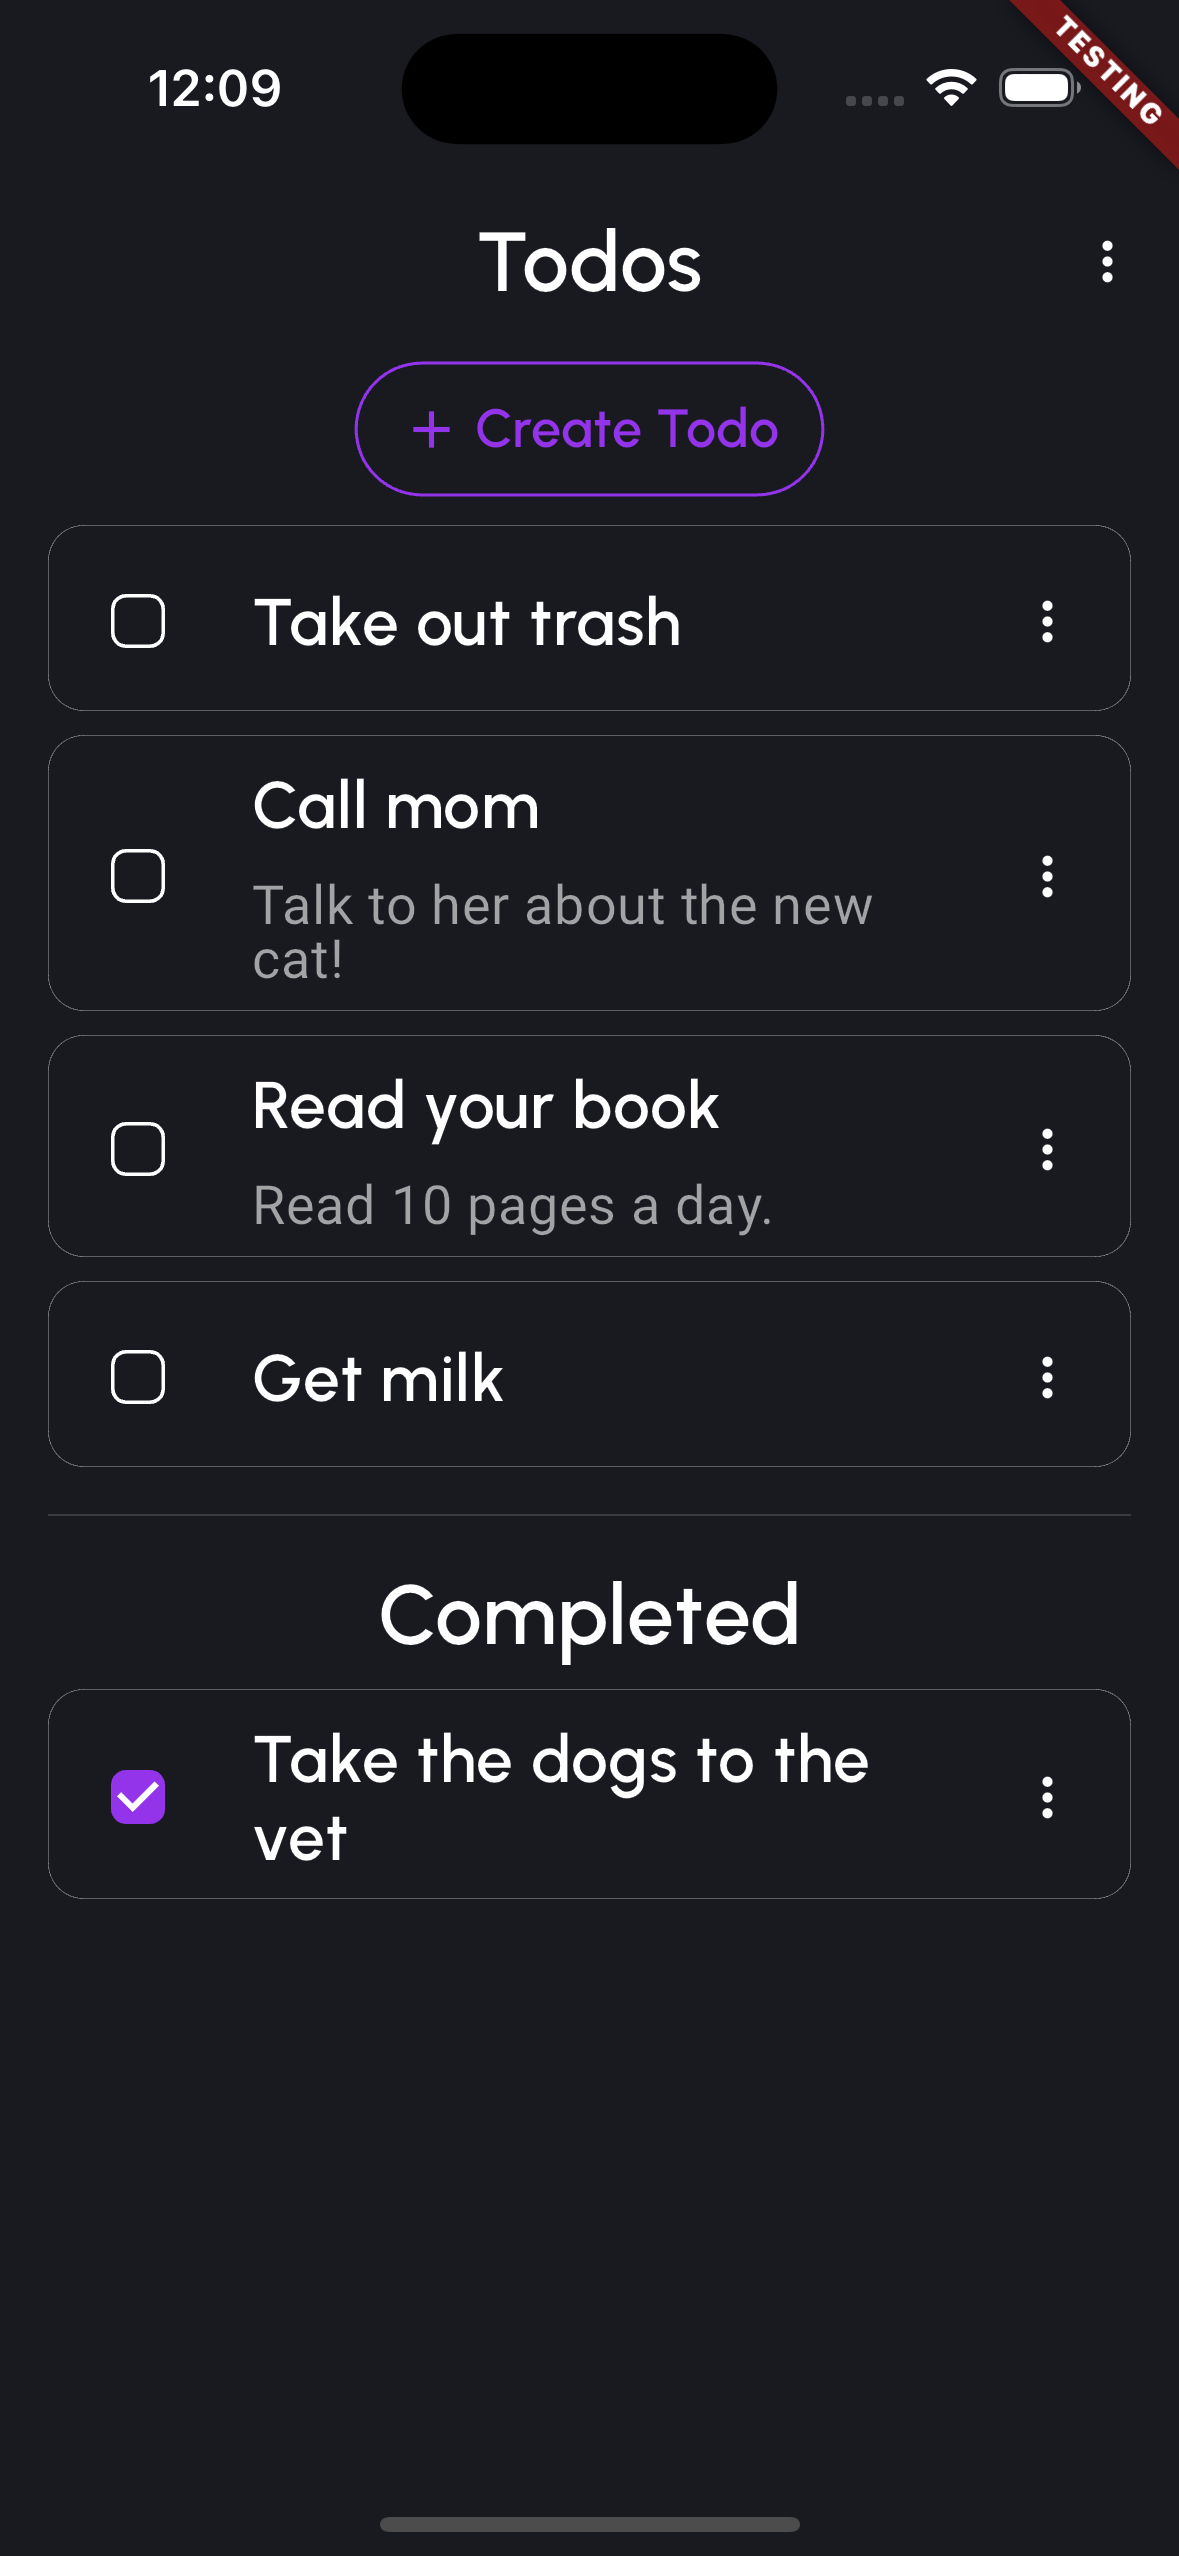 12:09
TESTING
Todos
+ Create Todo
Take out trash
Call mom
Talk to her about the new
cat!
Read your book
Read 10 pages a day.
Get milk
Completed
Take the dogs to the
vet